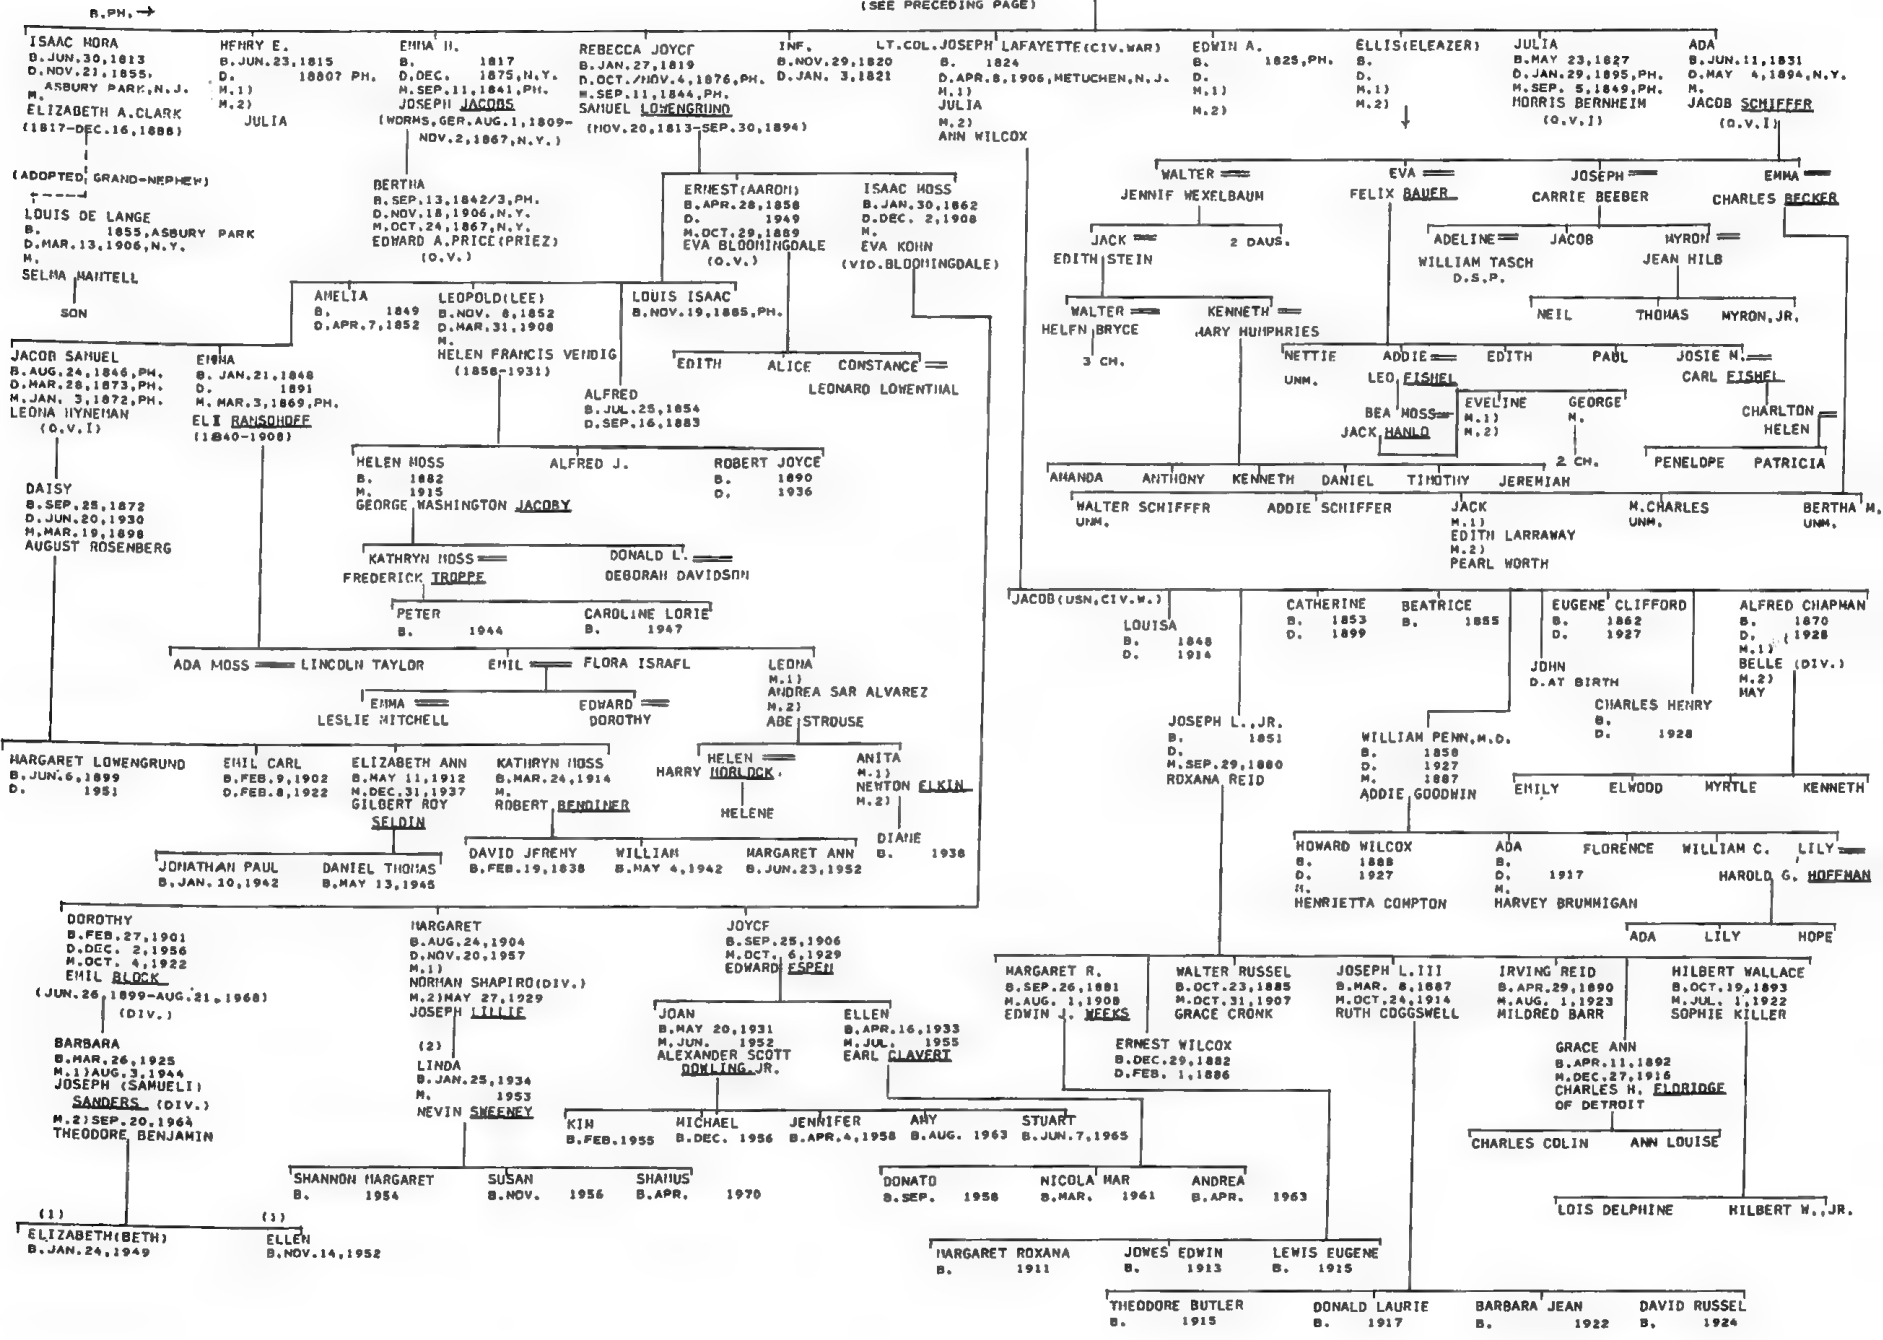 (SEE PRECEDING PAGE)
B.PH. →
ISAAC MORA
B.JUN.30,1813
D.NOV.21,1855,
ASBURY PARK,N.J.
M.
ELIZABETH A.CLARK
(1817-DEC.16,1888)
HENRY E.
B.JUN.23,1815
D. 1880? PH.
M.1)
M.2)
JULIA
EMMA H.
B. 1817
D.DEC. 1875,N.Y.
M.SEP.11,1841,PH.
JOSEPH JACOBS
(WORMS,GER.AUG.1,1809-
NOV.2,1867,N.Y.)
REBECCA JOYCE
B.JAN.27,1819
D.OCT./NOV.4,1876,PH.
M.SEP.11,1844,PH.
SAMUEL LOWENGRUND
(NOV.20,1813-SEP.30,1894)
INF.
B.NOV.29,1820
D.JAN. 3,1821
LT.COL.JOSEPH LAFAYETTE(CIV.WAR)
B. 1824
D.APR.8,1906,METUCHEN,N.J.
M.1)
JULIA
M.2)
ANN WILCOX
EDWIN A.
B. 1825,PH.
D.
M.1)
M.2)
ELLIS(ELEAZER)
B.
D.
M.1)
M.2)
JULIA
B.MAY 23,1827
D.JAN.29,1895,PH.
M.SEP. 5,1849,PH.
MORRIS BERNHEIM
(Q.V.I)
ADA
B.JUN.11,1831
D.MAY 4,1894,N.Y.
M.
JACOB SCHIFFER
(Q.V.I)
(ADOPTED GRAND-NEPHEW)
LOUIS DE LANGE
B. 1855,ASBURY PARK
D.MAR.13,1906,N.Y.
M.
SELMA MANTELL
SON
BERTHA
B.SEP.13,1842/3,PH.
D.NOV.18,1906,N.Y.
M.OCT.24,1867,N.Y.
EDWARD A.PRICE(PRIEZ)
(Q.V.)
ERNEST(AARON)
B.APR.28,1858
D. 1949
M.OCT.29,1889
EVA BLOOMINGDALE
(Q.V.)
ISAAC MOSS
B.JAN.30,1862
D.DEC. 2,1908
M.
EVA KOHN
(VID.BLOOMINGDALE)
WALTER
JENNIF WEXELBAUM
EVA
FELIX BAUER
JOSEPH
CARRIE BEEBER
EMMA
CHARLES BECKER
JACK
EDITH STEIN
2 DAUS.
ADELINE
WILLIAM TASCH
D.S.P.
JACOB
MYRON
JEAN HILB
WALTER
HELEN BRYCE
3 CH.
KENNETH
MARY HUMPHRIES
NEIL THOMAS MYRON,JR.
AMELIA
B. 1849
D.APR.7,1852
LEOPOLD(LEE)
B.NOV. 8,1852
D.MAR.31,1908
M.
HELEN FRANCIS VENDIG
(1858-1931)
LOUIS ISAAC
B.NOV.19,1865,PH.
ALFRED
B.JUL.25,1854
D.SEP.16,1883
EDITH ALICE CONSTANCE
LEONARD LOWENTHAL
JACOB SAMUEL
B.AUG.24,1846,PH.
D.MAR.28,1873,PH.
M.JAN. 3,1872,PH.
LEONA HYNEMAN
(Q.V.I)
EMMA
B. JAN.21,1848
D. 1891
M. MAR.3,1869,PH.
ELI RANSOHOFF
(1840-1908)
NETTIE
UNM.
ADDIE
LEO FISHEL
EDITH
PAUL
JOSIE M.
CARL FISHEL
BEA MOSS
JACK HANLO
EVELINE
M.1)
M.2)
GEORGE
M.
2 CH.
CHARLTON
HELEN
PENELOPE PATRICIA
HELEN MOSS
B. 1882
M. 1915
GEORGE WASHINGTON JACOBY
ALFRED J.
ROBERT JOYCE
B. 1890
D. 1936
AMANDA ANTHONY KENNETH DANIEL TIMOTHY JEREMIAH
WALTER SCHIFFER
UNM.
ADDIE SCHIFFER
JACK
M.1)
EDITH LARRAWAY
M.2)
PEARL WORTH
M.CHARLES
UNM.
BERTHA M.
UNM.
DAISY
B.SEP.25,1872
D.JUN.20,1930
M.MAR.19,1898
AUGUST ROSENBERG
KATHRYN MOSS
FREDERICK TROPPE
DONALD L.
DEBORAH DAVIDSON
PETER
B. 1944
CAROLINE LORIE
B. 1947
JACOB(USN,CIV.W.)
LOUISA
B. 1848
D. 1914
CATHERINE
B. 1853
D. 1899
BEATRICE
B. 1855
EUGENE CLIFFORD
B. 1862
D. 1927
ALFRED CHAPMAN
B. 1870
D. 1928
M.1)
BELLE (DIV.)
M.2)
MAY
JOHN
D.AT BIRTH
CHARLES HENRY
B.
D. 1928
ADA MOSS LINCOLN TAYLOR
EMIL FLORA ISRAEL
LEONA
M.1)
ANDREA SAR ALVAREZ
M.2)
ABE STROUSE
EMMA
LESLIE MITCHELL
EDWARD
DOROTHY
JOSEPH L.,JR.
B. 1851
D.
M.SEP.29,1880
ROXANA REID
WILLIAM PENN,M.D.
B. 1858
D. 1927
M. 1887
ADDIE GOODWIN
EMILY ELWOOD MYRTLE KENNETH
MARGARET LOWENGRUND
B.JUN.6,1899
D. 1951
EMIL CARL
B.FEB.9,1902
D.FEB.8,1922
ELIZABETH ANN
B.MAY 11,1912
M.DEC.31,1937
GILBERT ROY
SELDIN
KATHRYN MOSS
B.MAR.24,1914
M.
ROBERT BENDINER
HELEN
HARRY MORLOCK.
HELENE
ANITA
M.1)
NEWTON ELKIN
M.2)
DIANE
B. 1938
JONATHAN PAUL
B.JAN.10,1942
DANIEL THOMAS
B.MAY 13,1945
DAVID JEREMY
B.FEB.19,1838
WILLIAM
B.MAY 4,1942
MARGARET ANN
B.JUN.23,1952
HOWARD WILCOX
B. 1888
D. 1927
M.
HENRIETTA COMPTON
ADA
B.
D. 1917
M.
HARVEY BRUMMIGAN
FLORENCE
WILLIAM C.
LILY
HAROLD G. HOFFMAN
ADA LILY HOPE
DOROTHY
B.FEB.27,1901
D.DEC. 2,1956
M.OCT. 4,1922
EMIL BLOCK
(JUN.26,1899-AUG.21,1968)
(DIV.)
MARGARET
B.AUG.24,1904
D.NOV.20,1957
M.1)
NORMAN SHAPIRO(DIV.)
M.2)MAY 27,1929
JOSEPH LILLIE
JOYCE
B.SEP.25,1906
M.OCT. 6,1929
EDWARD ESPEN
MARGARET R.
B.SEP.26,1881
M.AUG. 1,1908
EDWIN J. WEEKS
WALTER RUSSEL
B.OCT.23,1885
M.OCT.31,1907
GRACE CRONK
JOSEPH L.III
B.MAR. 8,1887
M.OCT.24,1914
RUTH COGGSWELL
IRVING REID
B.APR.29,1890
M.AUG. 1,1923
MILDRED BARR
HILBERT WALLACE
B.OCT.19,1893
M.JUL. 1,1922
SOPHIE KILLER
ERNEST WILCOX
B.DEC.29,1882
D.FEB. 1,1886
GRACE ANN
B.APR.11,1892
M.DEC.27,1916
CHARLES H. ELDRIDGE
OF DETROIT
BARBARA
B.MAR.26,1925
M.1)AUG.3,1944
JOSEPH (SAMUELI)
SANDERS (DIV.)
M.2)SEP.20,1964
THEODORE BENJAMIN
(2)
LINDA
B.JAN.25,1934
M. 1953
NEVIN SWEENEY
JOAN
B.MAY 20,1931
M.JUN. 1952
ALEXANDER SCOTT
DOWLING.JR.
ELLEN
B.APR.16,1933
M.JUL. 1955
EARL CLAVERT
KIM
B.FEB.1955
MICHAEL
B.DEC. 1956
JENNIFER
B.APR.4,1958
AMY
B.AUG. 1963
STUART
B.JUN.7,1965
CHARLES COLIN ANN LOUISE
SHANNON MARGARET
B. 1954
SUSAN
B.NOV. 1956
SHAMUS
B.APR. 1970
DONATO
B.SEP. 1958
NICOLA MAR
B.MAR. 1961
ANDREA
B.APR. 1963
LOIS DELPHINE HILBERT W.,JR.
(1)
ELIZABETH(BETH)
B.JAN.24,1949
(1)
ELLEN
B.NOV.14,1952
MARGARET ROXANA
B. 1911
JOWES EDWIN
B. 1913
LEWIS EUGENE
B. 1915
THEODORE BUTLER
B. 1915
DONALD LAURIE
B. 1917
BARBARA JEAN
B. 1922
DAVID RUSSEL
B. 1924